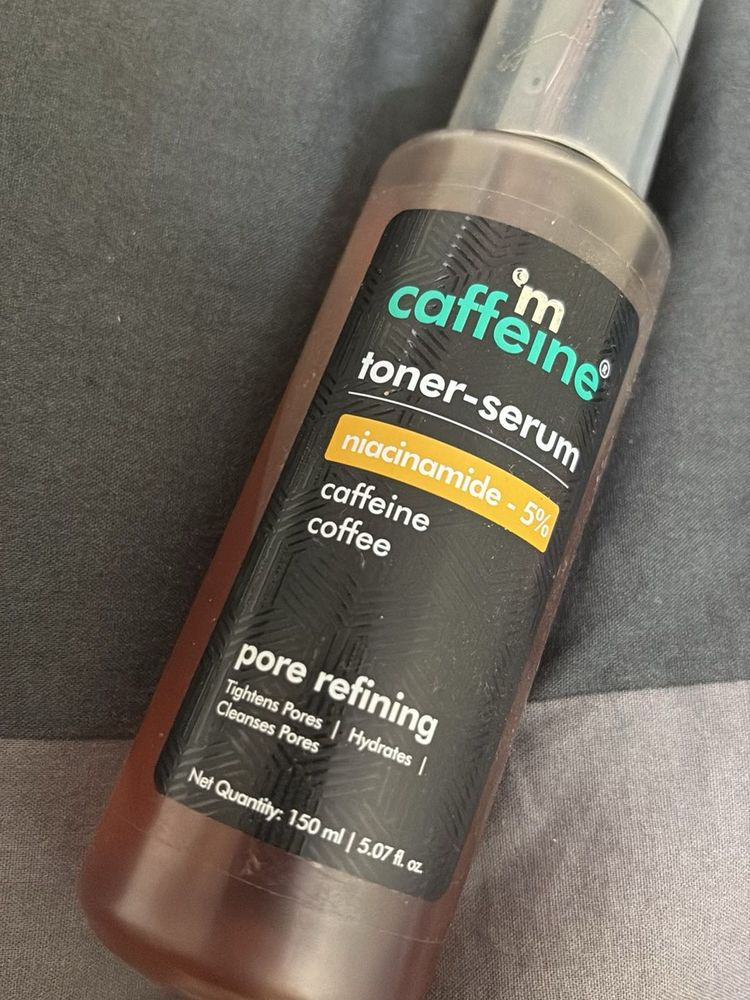 m
caffeine®
toner-serum
niacinamide - 5%
caffeine
coffee
pore refining
Tightens Pores | Hydrates |
Cleanses Pores
Net Quantity: 150 ml | 5.07 fl. oz.